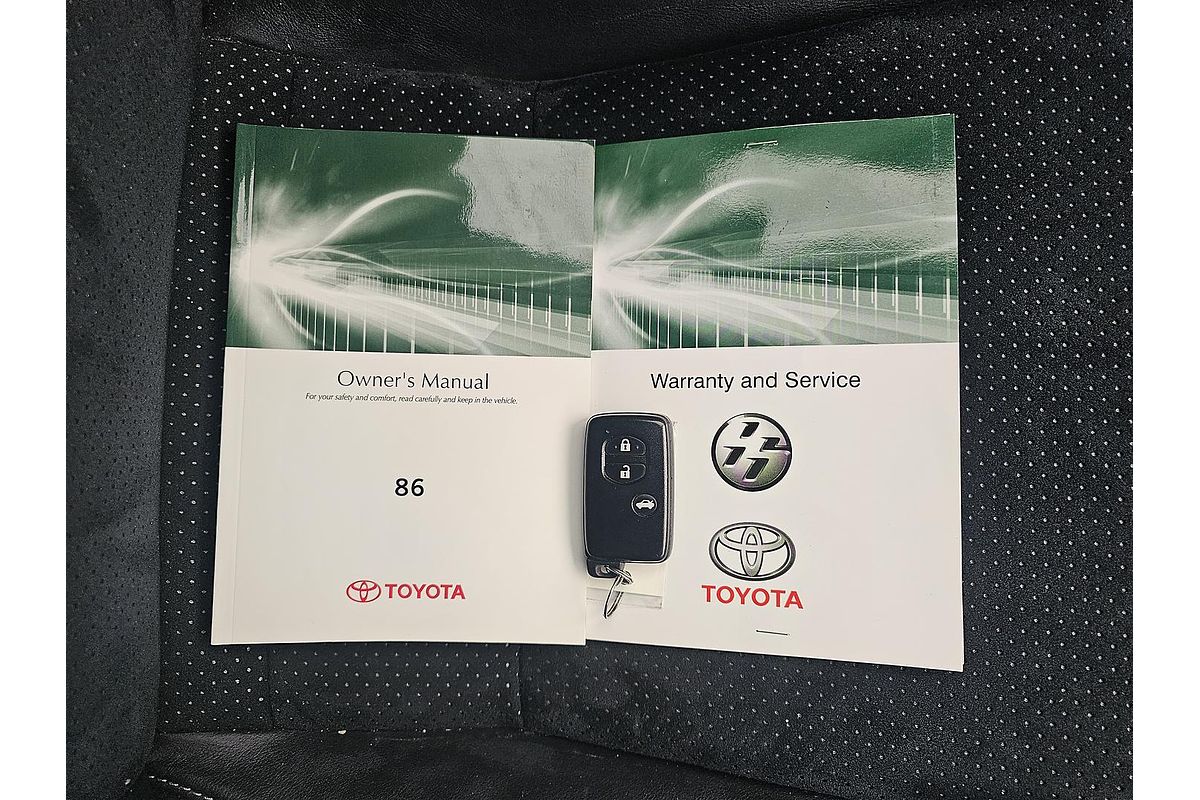 Owner's Manual
For your safety and comfort, read carefully and keep in the vehicle.
86
TOYOTA
Warranty and Service
TOYOTA